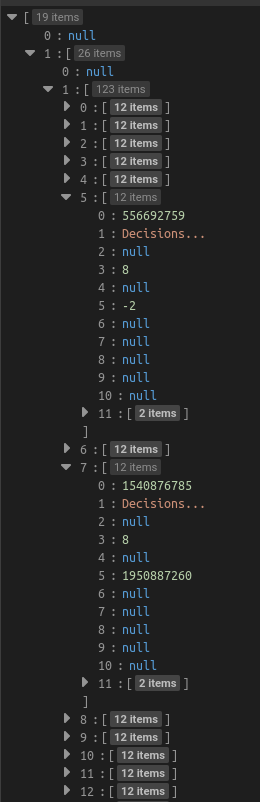 [ 19 items
0 : null
1 : [ 26 items
0 : null
1 : [ 123 items
0 : [ 12 items ]
1 : [ 12 items ]
2 : [ 12 items ]
3 : [ 12 items ]
4 : [ 12 items ]
5 : [ 12 items
0 : 556692759
1 : Decisions...
2 : null
3 : 8
4 : null
5 : -2
6 : null
7 : null
8 : null
9 : null
10 : null
11 : [ 2 items ]
]
6 : [ 12 items ]
7 : [ 12 items
0 : 1540876785
1 : Decisions...
2 : null
3 : 8
4 : null
5 : 1950887260
6 : null
7 : null
8 : null
9 : null
10 : null
11 : [ 2 items ]
]
8 : [ 12 items ]
9 : [ 12 items ]
10 : [ 12 items ]
11 : [ 12 items ]
12 : [ 12 items ]